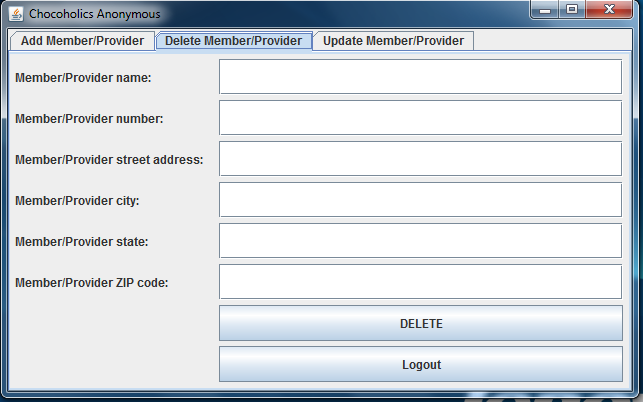 Chocoholics Anonymous
Add Member/Provider Delete Member/Provider Update Member/Provider
Member/Provider name:
Member/Provider number:
Member/Provider street address:
Member/Provider city:
Member/Provider state:
Member/Provider ZIP code:
DELETE
Logout